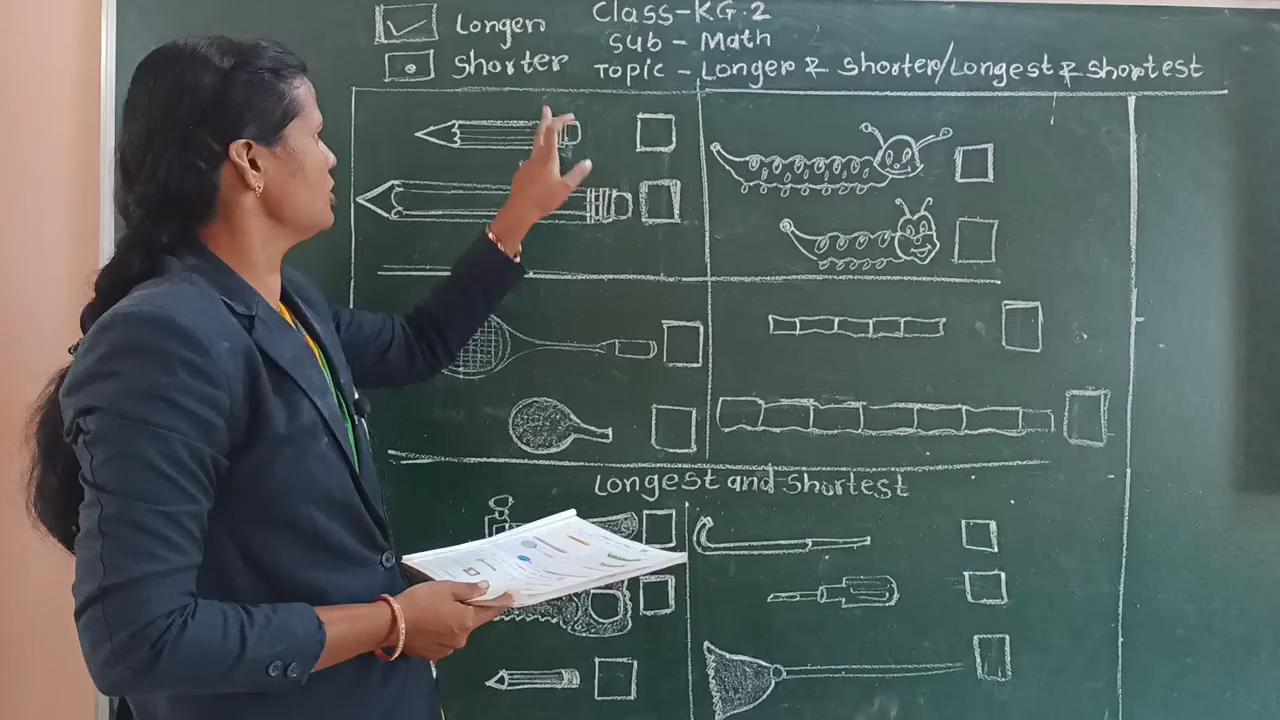 Longer
Shorter
Class-KG.2
Sub - Math
Topic - Longer & Shorter/Longest & Shortest
Longest and Shortest